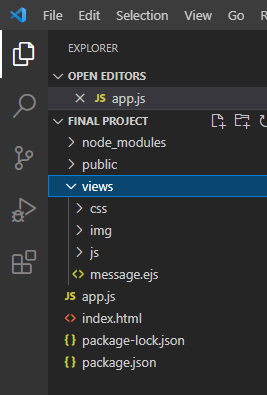 File Edit Selection View Go
EXPLORER
OPEN EDITORS
JS app.js
FINAL PROJECT
node_modules
public
views
css
img
js
<> message.ejs
JS app.js
<> index.html
{} package-lock.json
{} package.json